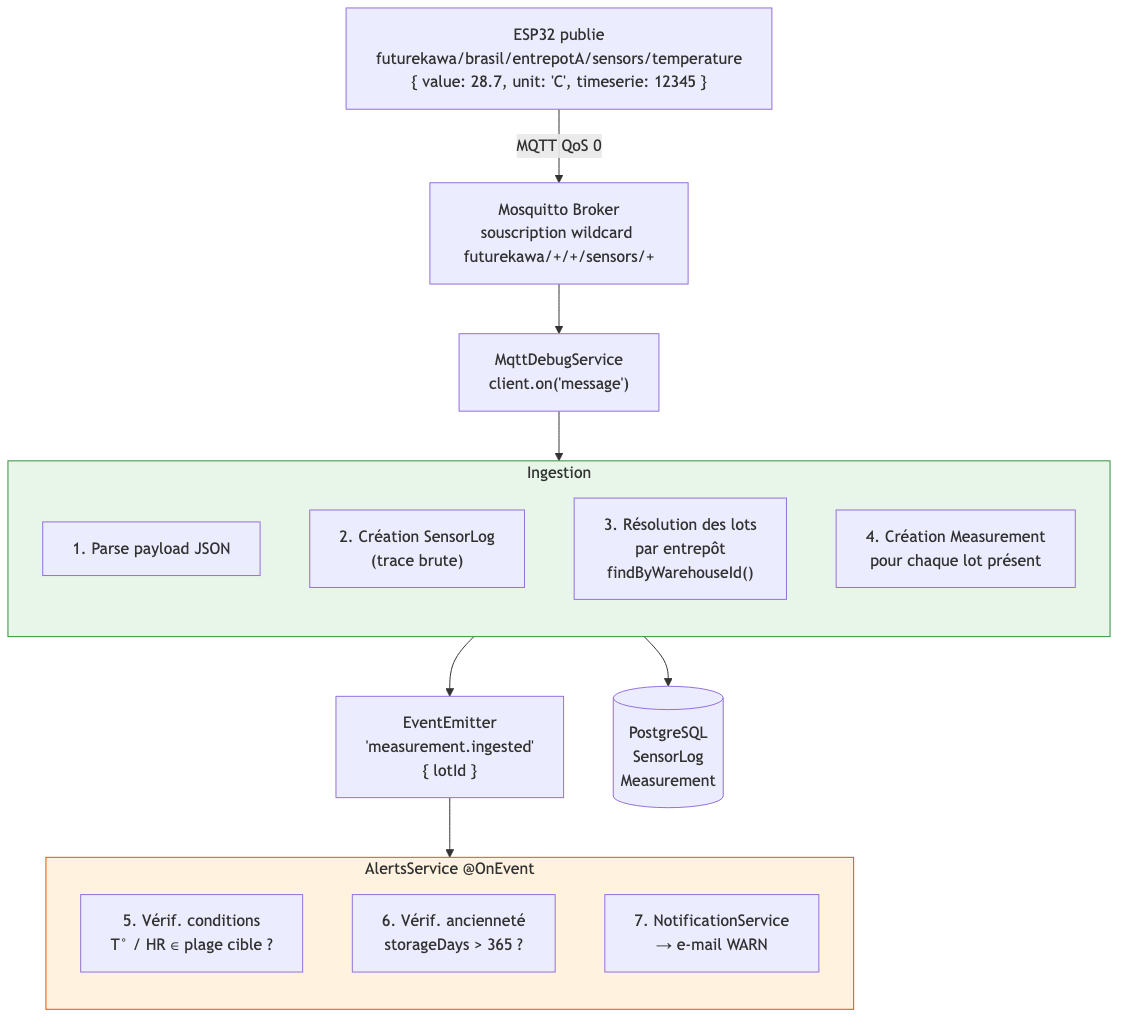 ESP32 publie
futurekawa/brasil/entrepotA/sensors/temperature
{ value: 28.7, unit: 'C', timeserie: 12345 }
MQTT QoS 0
Mosquitto Broker
souscription wildcard
futurekawa/+/+/sensors/+
MqttDebugService
client.on('message')
Ingestion
1. Parse payload JSON
2. Création SensorLog
(trace brute)
3. Résolution des lots
par entrepôt
findByWarehouseId()
4. Création Measurement
pour chaque lot présent
EventEmitter
'measurement.ingested'
{ lotId }
PostgreSQL
SensorLog
Measurement
AlertsService @OnEvent
5. Vérif. conditions
T° / HR ∈ plage cible ?
6. Vérif. ancienneté
storageDays > 365 ?
7. NotificationService
→ e-mail WARN